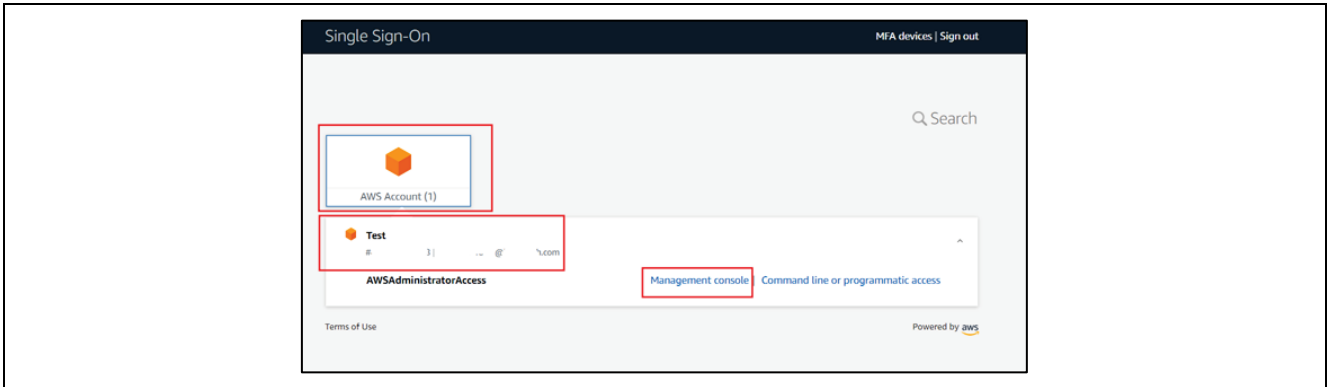 Single Sign-On
MFA devices | Sign out
Search
AWS Account (1)
Test
# | @ .com
AWSAdministratorAccess
Management console | Command line or programmatic access
Terms of Use
Powered by aws